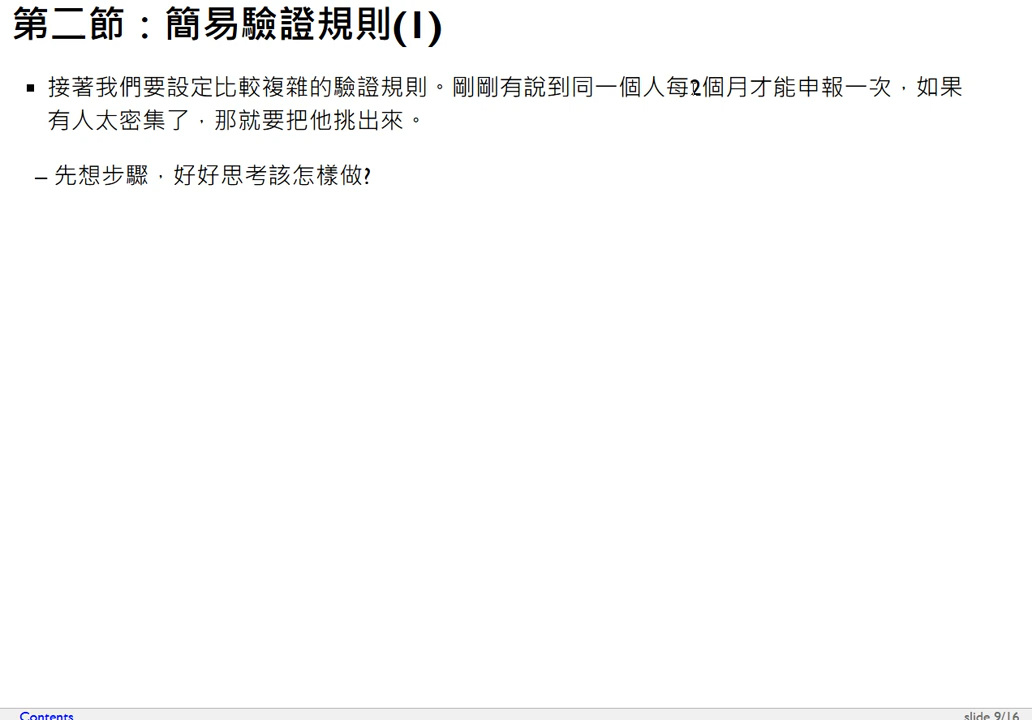 第二節：簡易驗證規則(1)
▪ 接著我們要設定比較複雜的驗證規則。剛剛有說到同一個人每2個月才能申報一次，如果
有人太密集了，那就要把他挑出來。
– 先想步驟，好好思考該怎樣做?
Contents
slide 9/16